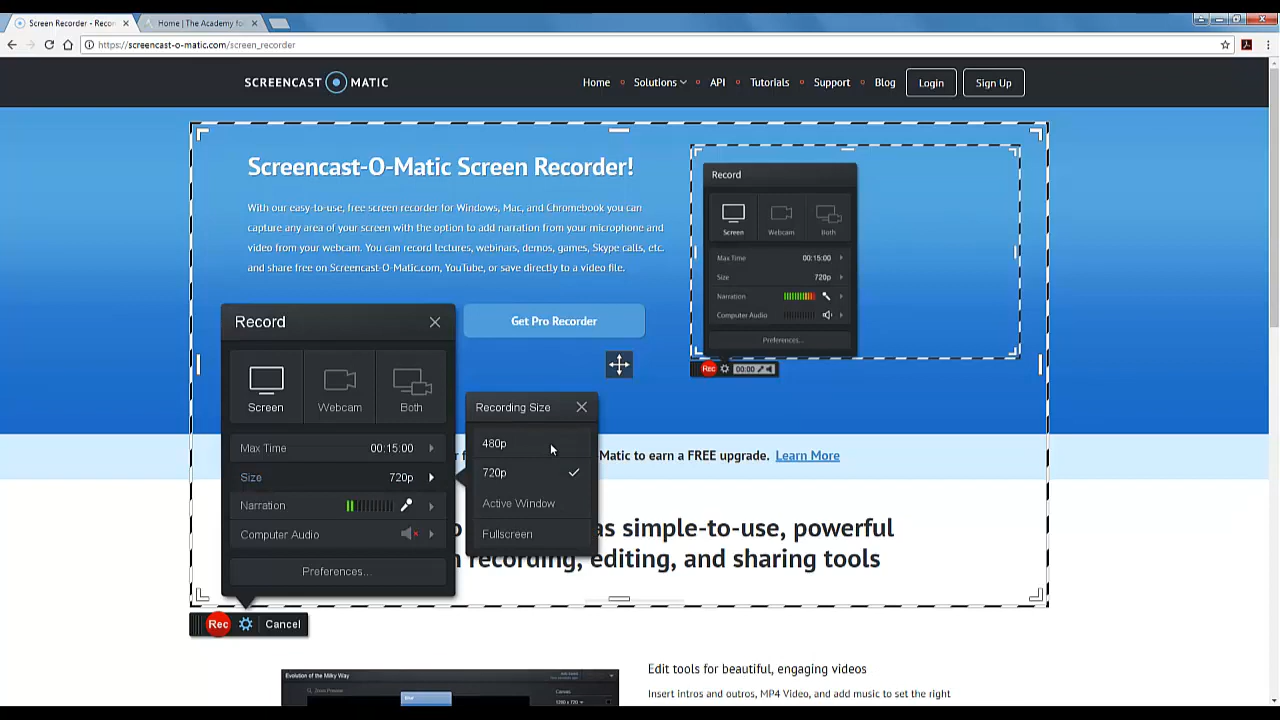 Screen Recorder - Reco
Home | The Academy fo
https://screencast-o-matic.com/screen_recorder
SCREENCAST MATIC
Home
Solutions
API
Tutorials
Support
Blog
Login
Sign Up
Screencast-O-Matic Screen Recorder!
With our easy-to-use, free screen recorder for Windows, Mac, and Chromebook you can
capture any area of your screen with the option to add narration from your microphone and
video from your webcam. You can record lectures, webinars, demos, games, Skype calls, etc.
and share free on Screencast-O-Matic.com, YouTube, or save directly to a video file.
Get Pro Recorder
Record
Screen
Webcam
Both
Max Time 00:15:00
Size 720p
Narration
Computer Audio
Preferences...
Rec
00:00
Record
Screen
Webcam
Both
Max Time 00:15:00
Size 720p
Narration
Computer Audio
Preferences...
Rec
Cancel
Recording Size
480p
720p
Active Window
Fullscreen
Matic to earn a FREE upgrade. Learn More
as simple-to-use, powerful
recording, editing, and sharing tools
Evolution of the Milky Way
Canvas
Edit tools for beautiful, engaging videos
Insert intros and outros, MP4 Video, and add music to set the right